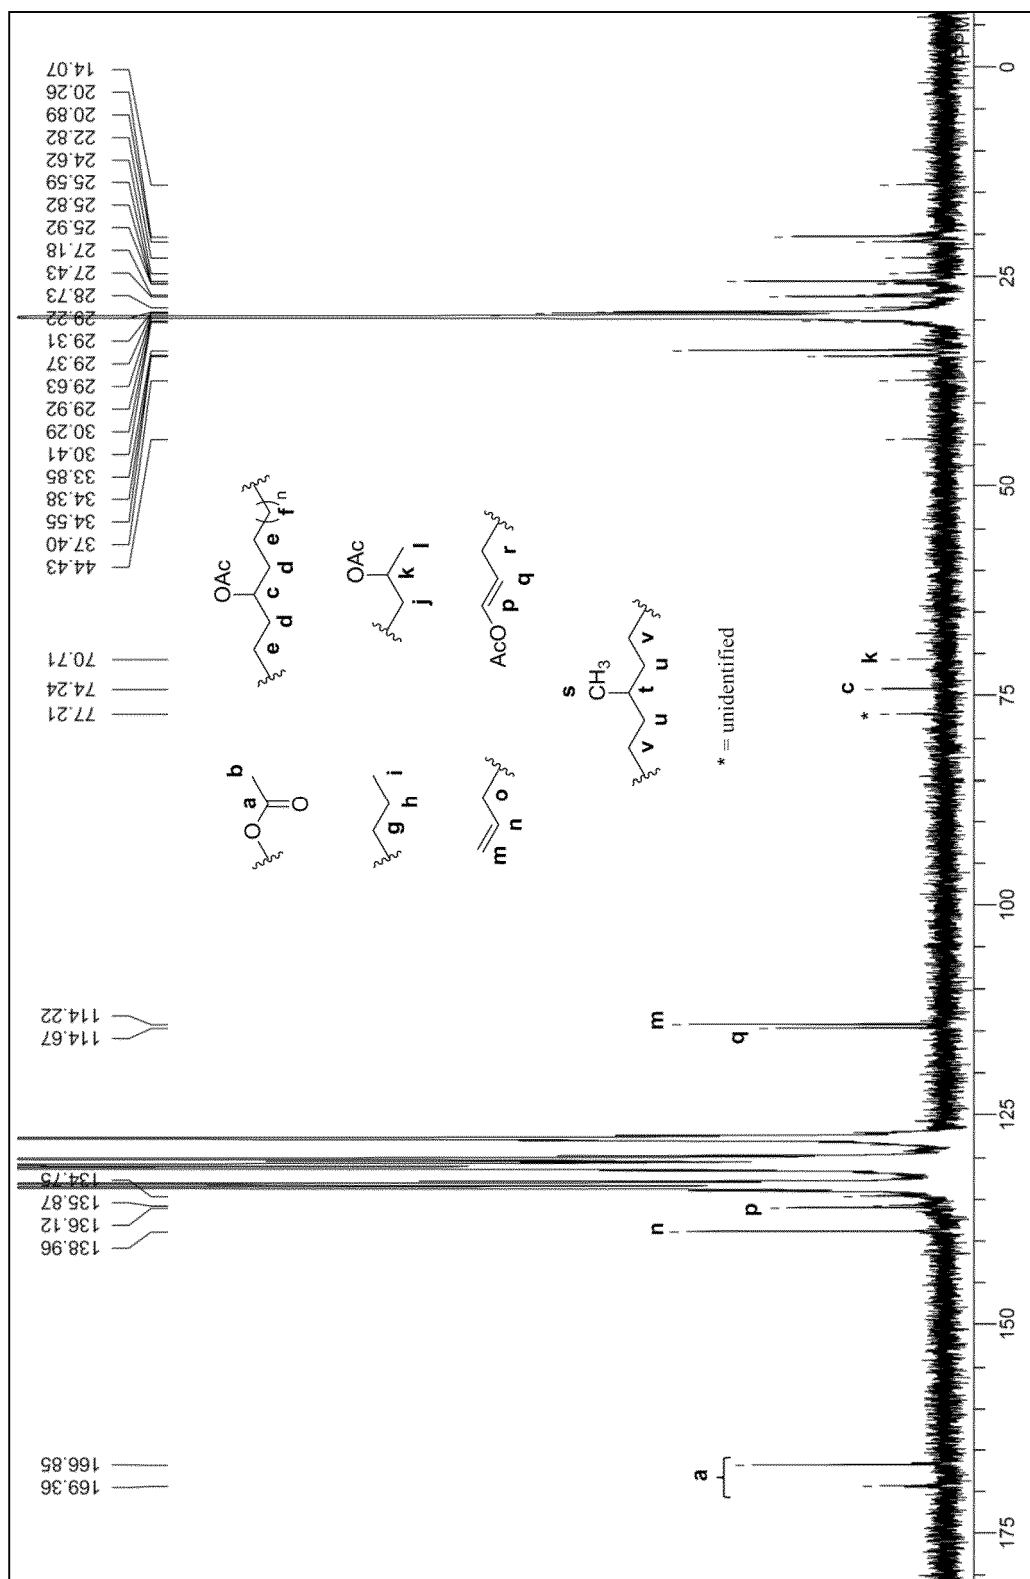 169.36
166.85
138.96
136.12
135.87
134.75
114.67
114.22
77.21
74.24
70.71
44.43
37.40
34.55
34.38
33.85
30.41
30.29
29.92
29.63
29.37
29.31
29.22
28.73
27.43
27.18
25.92
25.82
25.59
24.62
22.82
20.89
20.26
14.07
O
a
b
O
OAc
e
d
c
d
e
f
n
g
h
i
OAc
j
k
l
m
n
o
AcO
p
q
r
s
CH3
v
u
t
u
v
* = unidentified
a
n
p
q
m
*
c
k
175
150
125
100
75
50
25
0
PPM